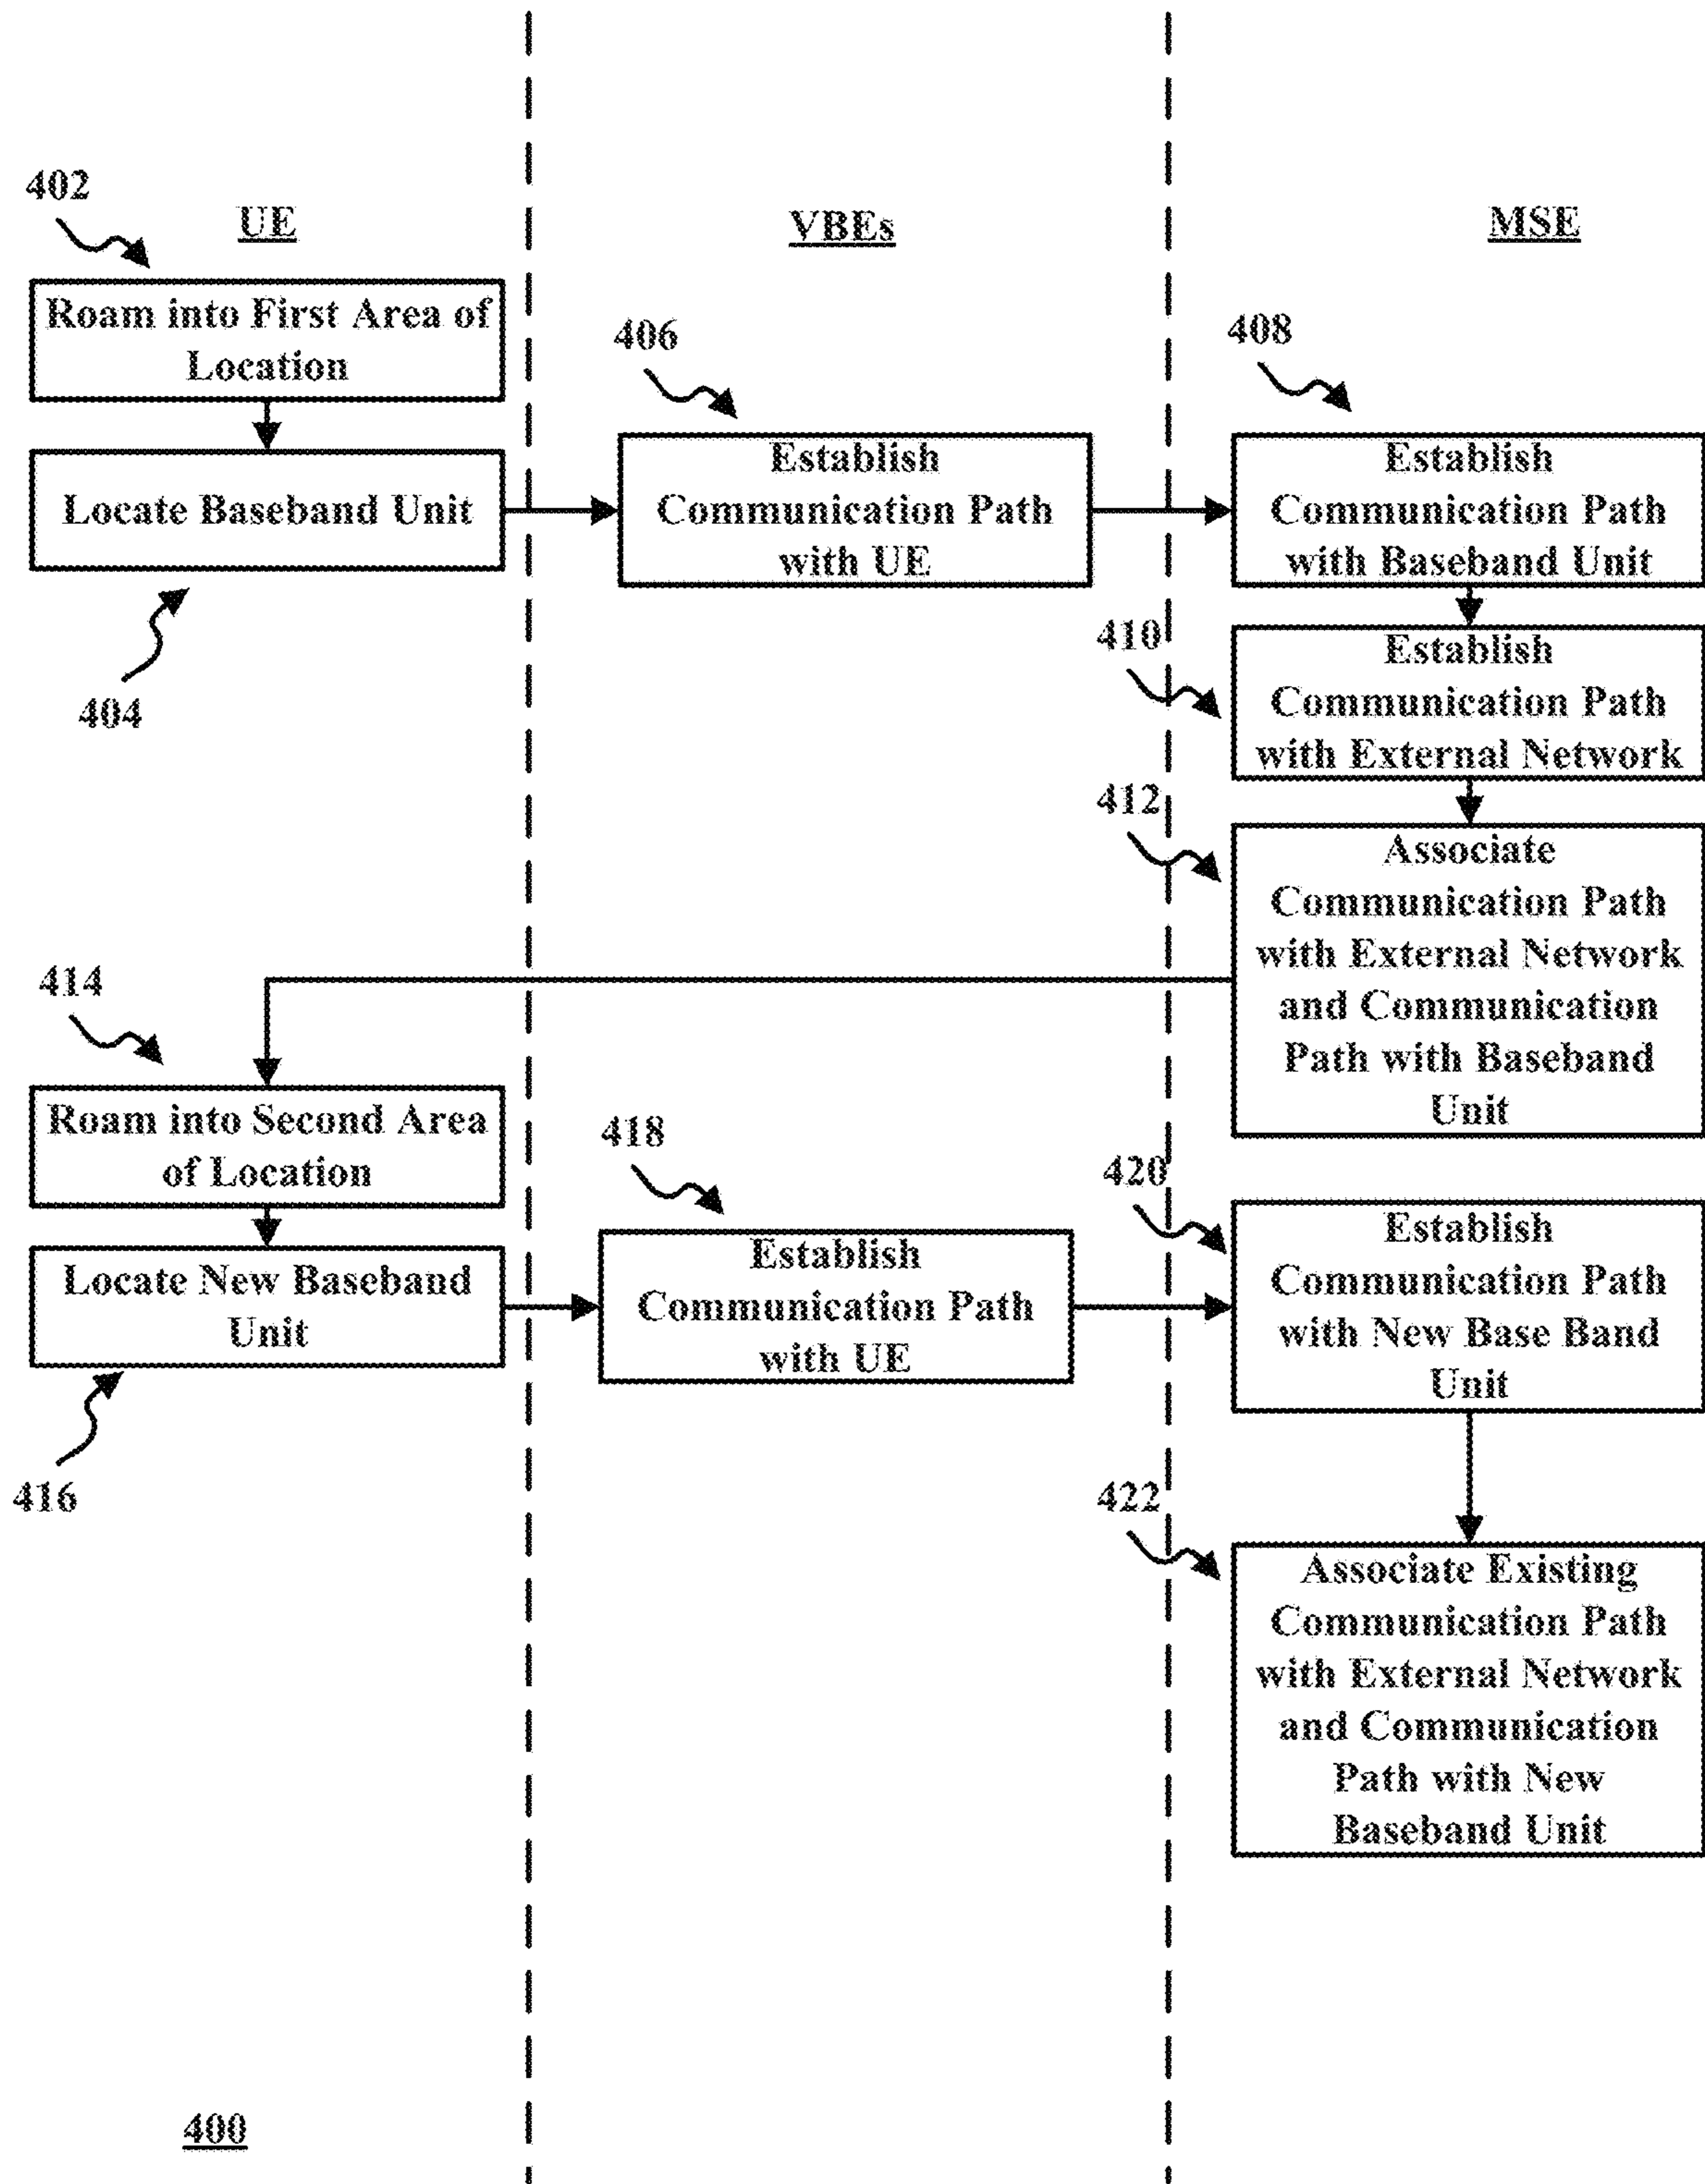 402
UE
VBEs
MSE
Roam into First Area of
Location
406
408
Locate Baseband Unit
404
Establish
Communication Path
with UE
Establish
Communication Path
with Baseband Unit
410
Establish
Communication Path
with External Network
412
Associate
Communication Path
with External Network
and Communication
Path with Baseband
Unit
414
Roam into Second Area
of Location
Locate New Baseband
Unit
416
418
Establish
Communication Path
with UE
420
Establish
Communication Path
with New Base Band
Unit
422
Associate Existing
Communication Path
with External Network
and Communication
Path with New
Baseband Unit
400